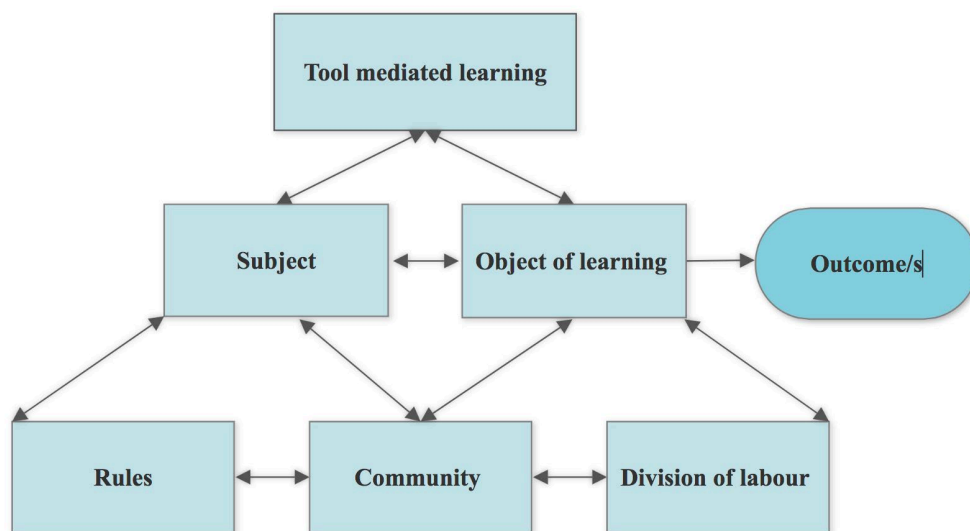 Tool mediated learning
Subject
Object of learning
Outcome/s
Rules
Community
Division of labour